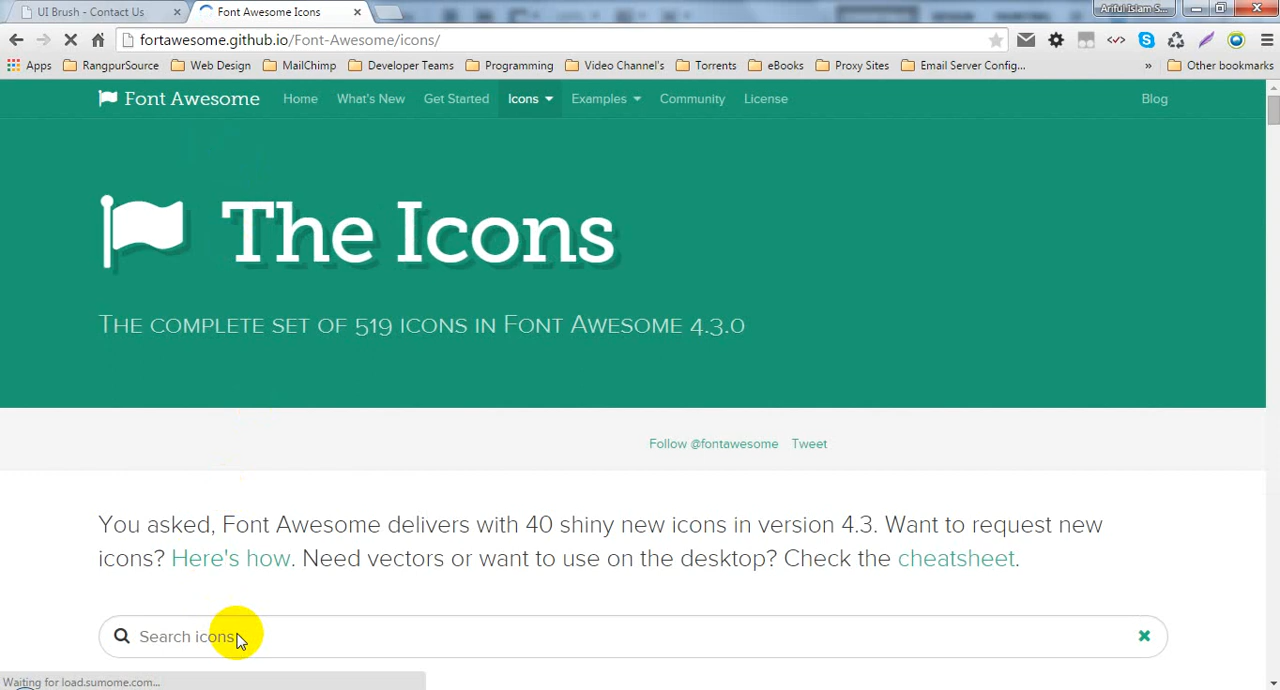 UI Brush - Contact Us
Font Awesome Icons
Ariful Islam S...
fortawesome.github.io/Font-Awesome/icons/
Apps RangpurSource Web Design MailChimp Developer Teams Programming Video Channel's Torrents eBooks Proxy Sites Email Server Config... » Other bookmarks
Font Awesome Home What's New Get Started Icons Examples Community License Blog
The Icons
The complete set of 519 icons in Font Awesome 4.3.0
Follow @fontawesome Tweet
You asked, Font Awesome delivers with 40 shiny new icons in version 4.3. Want to request new
icons? Here's how. Need vectors or want to use on the desktop? Check the cheatsheet.
Search icons
Waiting for load.sumome.com...